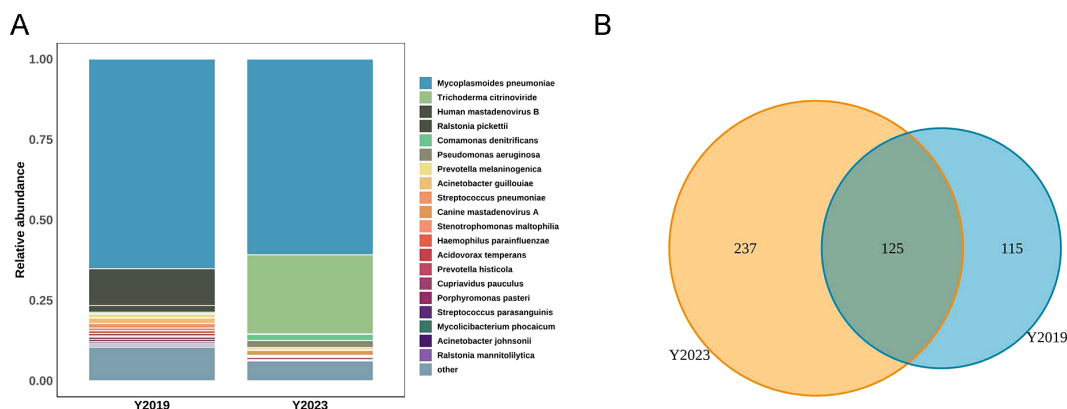 A
B
1.00
0.75
0.50
0.25
0.00
Relative abundance
Y2019
Y2023
Mycoplasmoides pneumoniae
Trichoderma citrinoviride
Human mastadenovirus B
Ralstonia pickettii
Comamonas denitrificans
Pseudomonas aeruginosa
Prevotella melaninogenica
Acinetobacter guillouiae
Streptococcus pneumoniae
Canine mastadenovirus A
Stenotrophomonas maltophilia
Haemophilus parainfluenzae
Acidovorax temperans
Prevotella histicola
Cupriavidus pauculus
Porphyromonas pasteri
Streptococcus parasanguinis
Mycolicibacterium phocaicum
Acinetobacter johnsonii
Ralstonia mannitolilytica
other
237
125
115
Y2023
Y2019